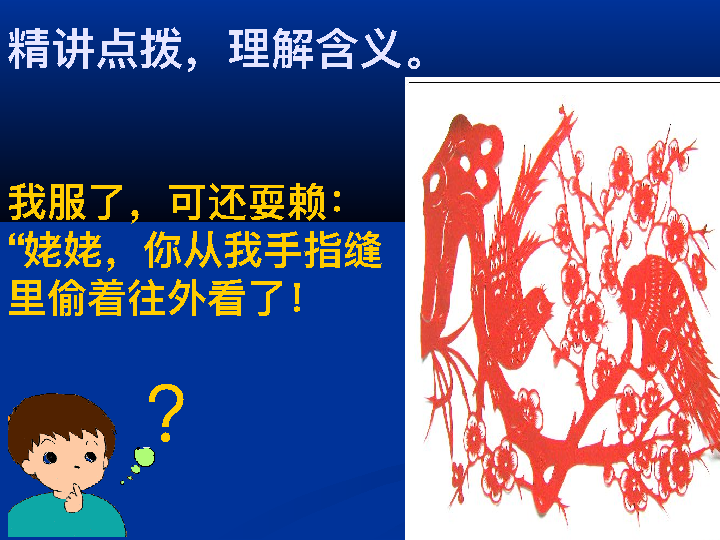 精讲点拨，理解含义。
我服了，可还耍赖：
“姥姥，你从我手指缝
里偷着往外看了！
？